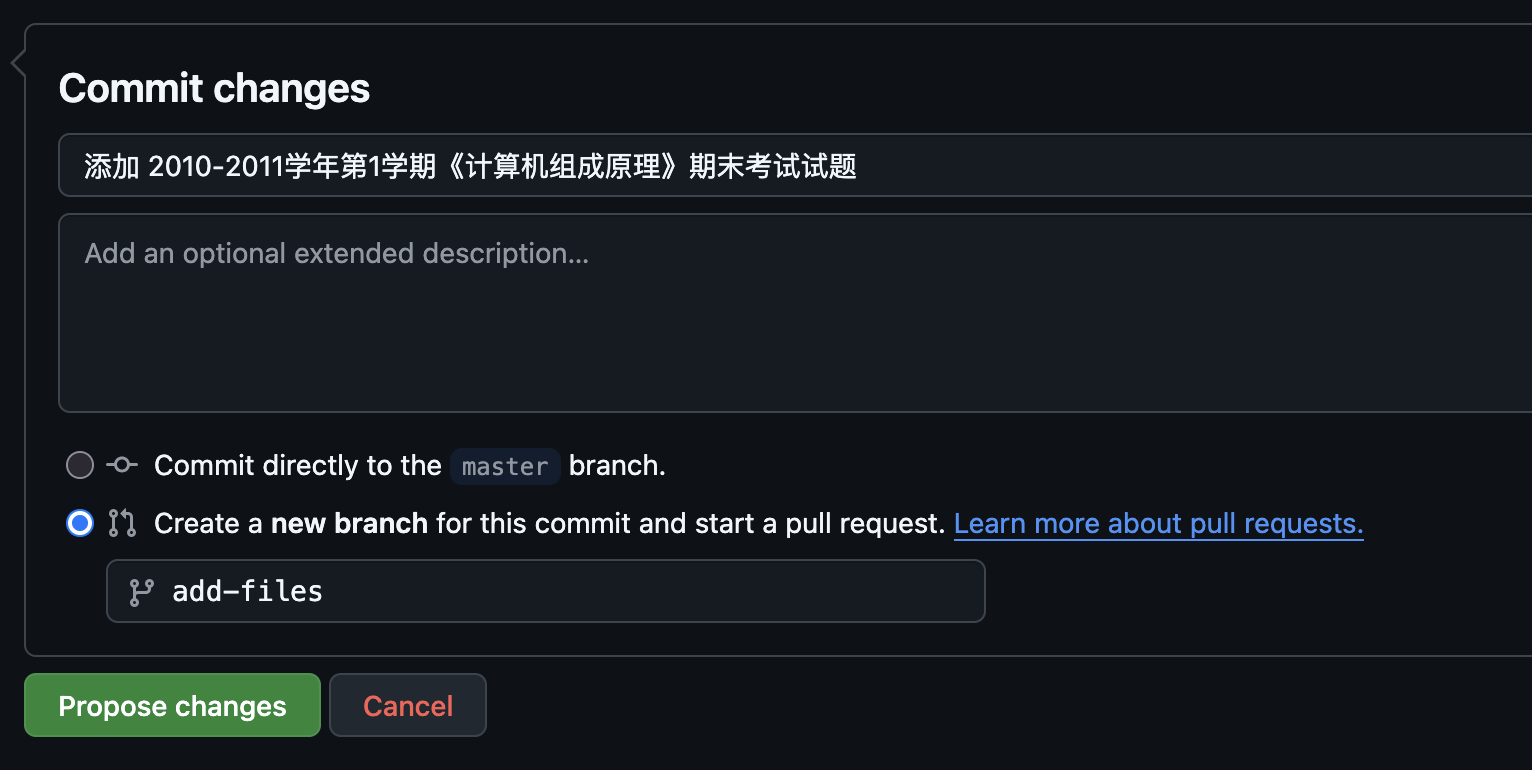 Commit changes
添加 2010-2011学年第1学期《计算机组成原理》期末考试试题
Add an optional extended description...
Commit directly to the master branch.
Create a new branch for this commit and start a pull request. Learn more about pull requests.
add-files
Propose changes Cancel